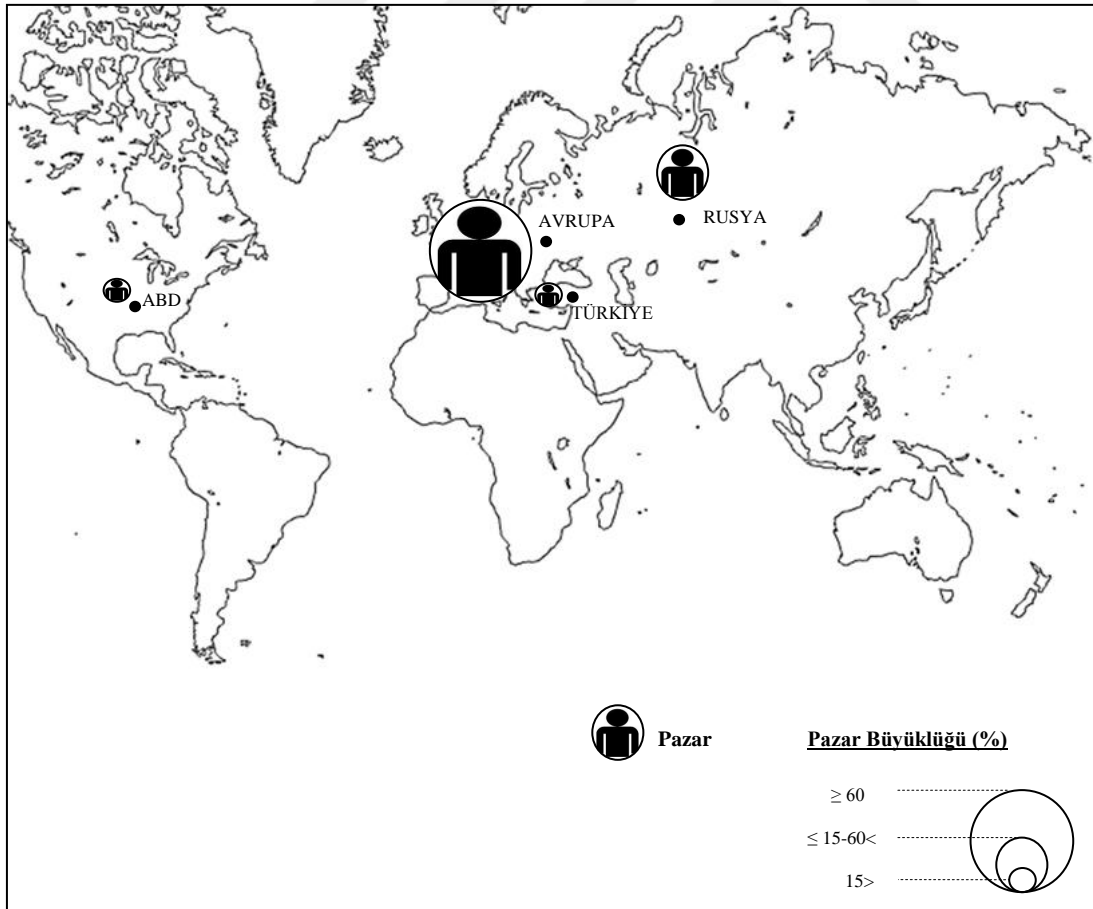 AVRUPA
RUSYA
ABD
TÜRKİYE
Pazar
Pazar Büyüklüğü (%)
≥ 60
≤ 15-60<
15>